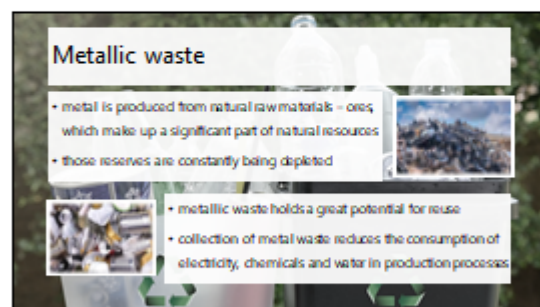 Metallic waste
• metal is produced from natural raw materials – ores,
which make up a significant part of natural resources
• those reserves are constantly being depleted
• metalllic waste holds a great potential for reuse
• collection of metal waste reduces the consumption of
electricity, chemicals and water in production processes